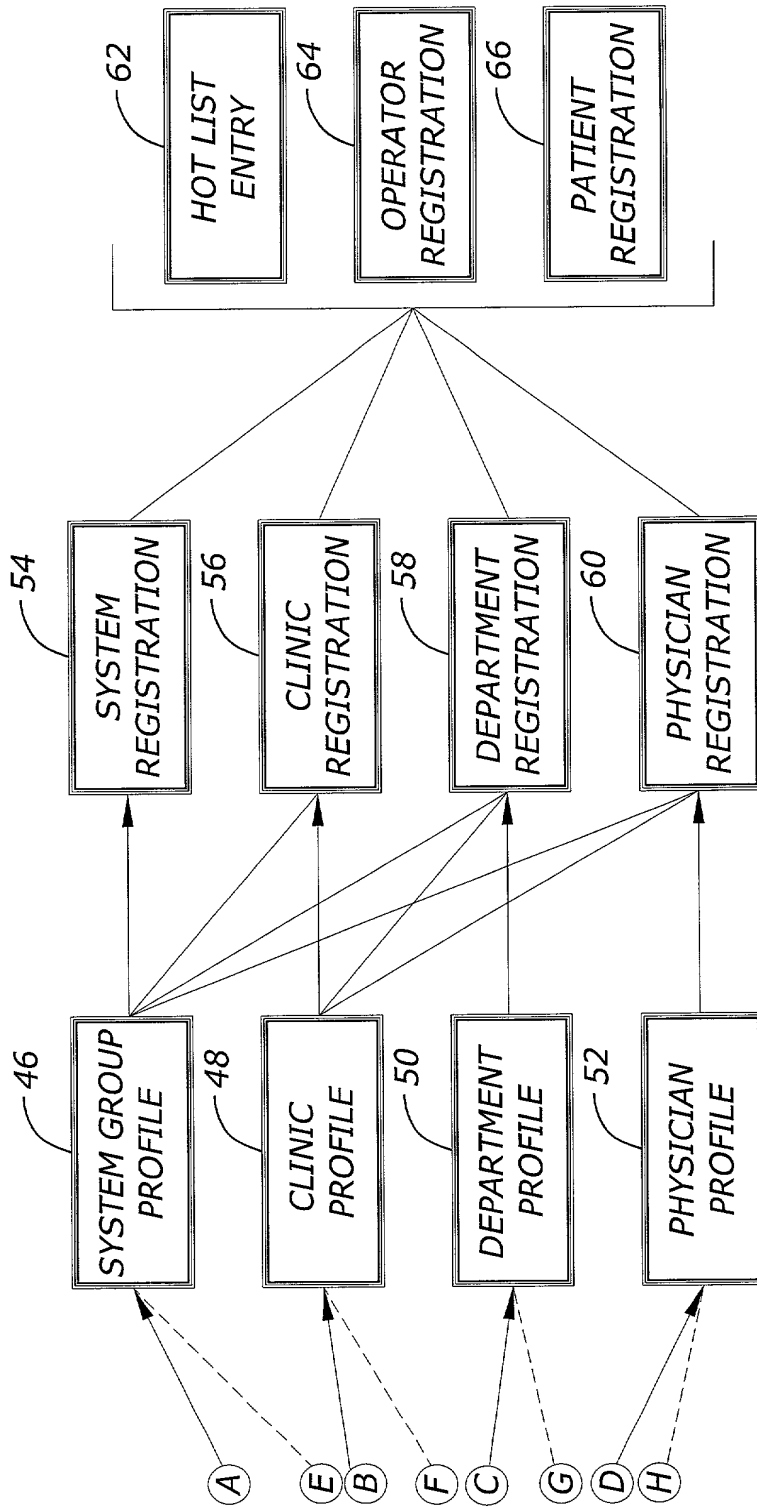 62
HOT LIST
ENTRY
64
OPERATOR
REGISTRATION
66
PATIENT
REGISTRATION
54
SYSTEM
REGISTRATION
56
CLINIC
REGISTRATION
58
DEPARTMENT
REGISTRATION
60
PHYSICIAN
REGISTRATION
46
SYSTEM GROUP
PROFILE
48
CLINIC
PROFILE
50
DEPARTMENT
PROFILE
52
PHYSICIAN
PROFILE
A
E
B
F
C
G
D
H